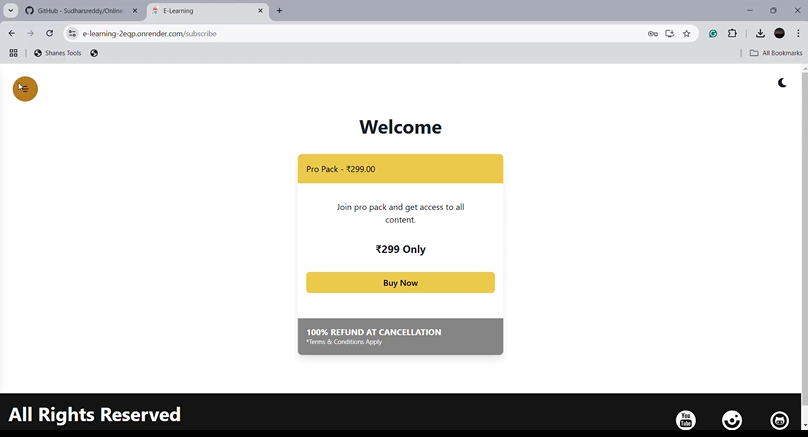 GitHub - Sudharsreddy/Online
E-Learning
e-learning-2eqp.onrender.com/subscribe
Shanes Tools
All Bookmarks
Welcome
Pro Pack - ₹299.00
Join pro pack and get access to all
content.
₹299 Only
Buy Now
100% REFUND AT CANCELLATION
*Terms & Conditions Apply
All Rights Reserved
You
Tube